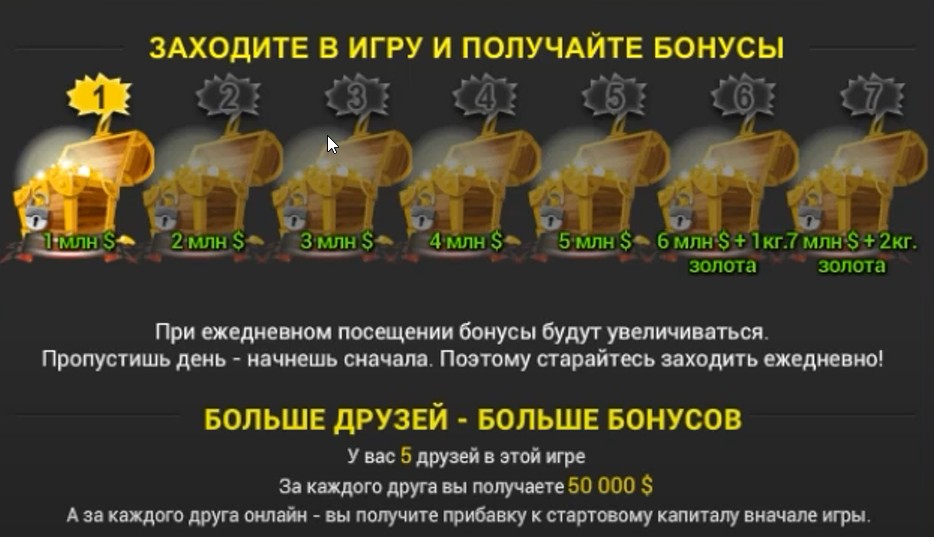 ЗАХОДИТЕ В ИГРУ И ПОЛУЧАЙТЕ БОНУСЫ
1 2 3 4 5 6 7
1 млн $ 2 млн $ 3 млн $ 4 млн $ 5 млн $ 6 млн $ + 1кг. 7 млн $ + 2кг.
золота золота
При ежедневном посещении бонусы будут увеличиваться.
Пропустишь день - начнешь сначала. Поэтому старайтесь заходить ежедневно!
БОЛЬШЕ ДРУЗЕЙ - БОЛЬШЕ БОНУСОВ
У вас 5 друзей в этой игре
За каждого друга вы получаете 50 000 $
А за каждого друга онлайн - вы получите прибавку к стартовому капиталу вначале игры.